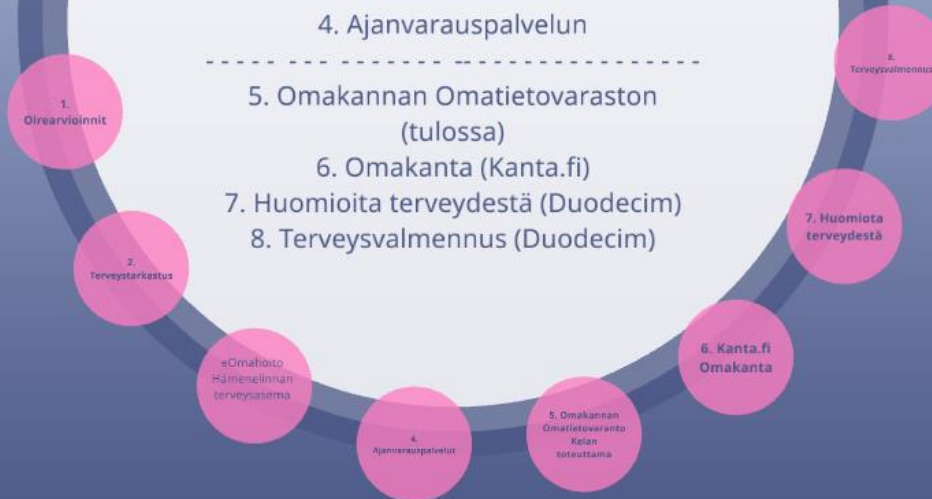 4. Ajanvarauspalvelun
- - - - - - - - - - - - - - - -- - - - - - - - - - - - - - - - -
5. Omakannan Omatietovaraston
(tulossa)
6. Omakanta (Kanta.fi)
7. Huomioita terveydestä (Duodecim)
8. Terveysvalmennus (Duodecim)
1.
Oirearvioinnit
2.
Terveystarkastus
eOmahoito
Hämenelinnan
terveysasema
4.
Ajanvarauspalvelut
5. Omakannan
Omatietovaranto
Kelan
toteuttama
6. Kanta.fi
Omakanta
7. Huomiota
terveydestä
8.
Terveysvalmennus